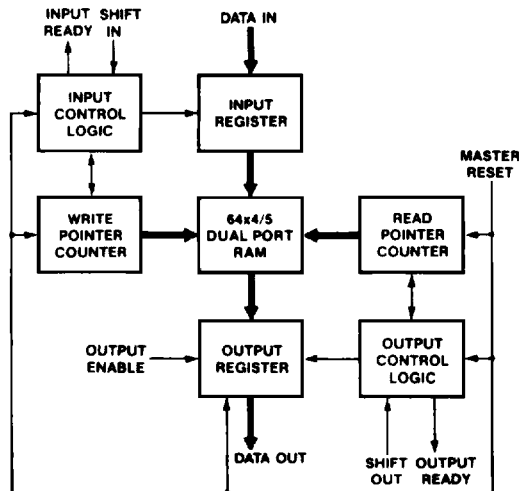 INPUT
READY
SHIFT
IN
DATA IN
INPUT
CONTROL
LOGIC
INPUT
REGISTER
MASTER
RESET
WRITE
POINTER
COUNTER
64x4/5
DUAL PORT
RAM
READ
POINTER
COUNTER
OUTPUT
ENABLE
OUTPUT
REGISTER
OUTPUT
CONTROL
LOGIC
DATA OUT
SHIFT
OUT
OUTPUT
READY